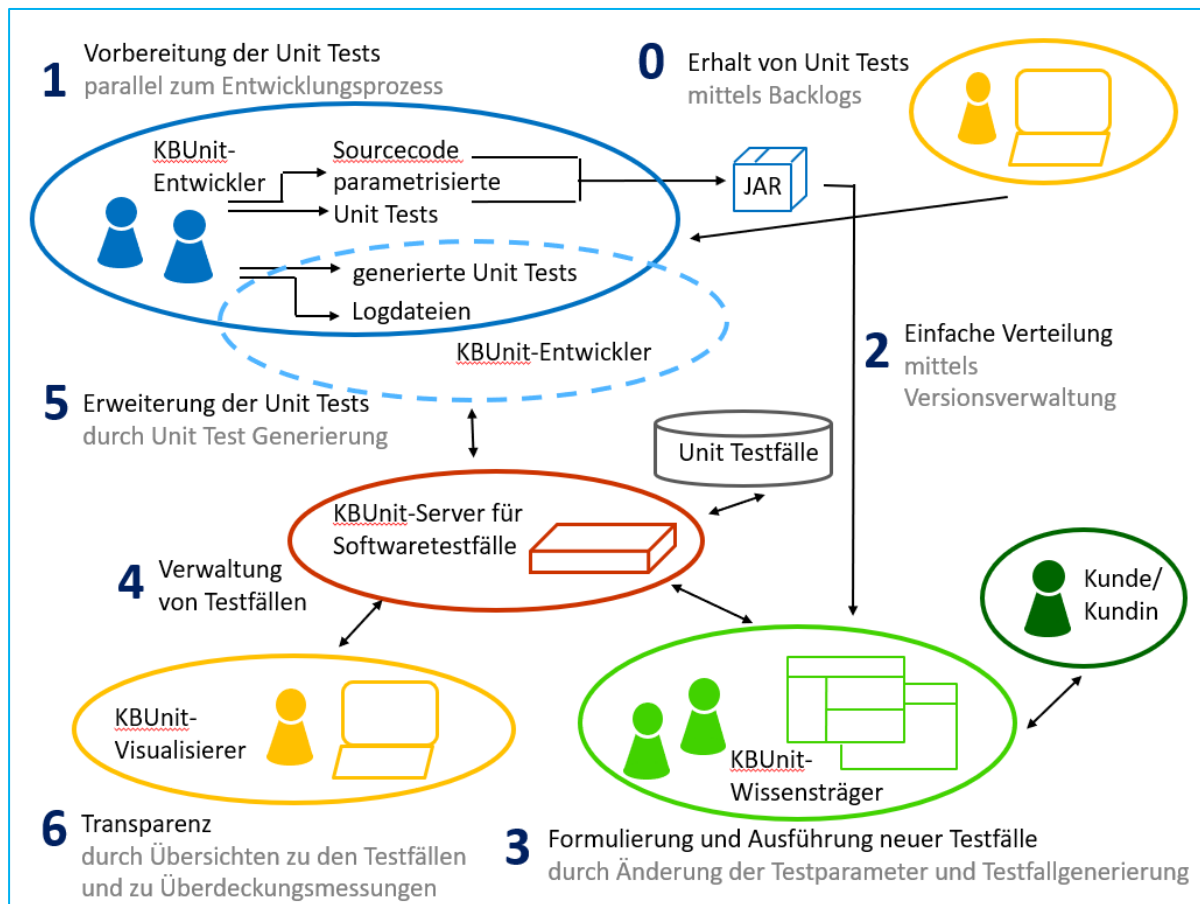 1
Vorbereitung der Unit Tests
parallel zum Entwicklungsprozess
0
Erhalt von Unit Tests
mittels Backlogs
KBUnit-
Entwickler
Sourcecode
parametrisierte
Unit Tests
JAR
generierte Unit Tests
Logdateien
KBUnit-Entwickler
2
Einfache Verteilung
mittels
Versionsverwaltung
5
Erweiterung der Unit Tests
durch Unit Test Generierung
Unit Testfälle
KBUnit-Server für
Softwaretestfälle
4
Verwaltung
von Testfällen
Kunde/
Kundin
KBUnit-
Visualisierer
KBUnit-
Wissensträger
6
Transparenz
durch Übersichten zu den Testfällen
und zu Überdeckungsmessungen
3
Formulierung und Ausführung neuer Testfälle
durch Änderung der Testparameter und Testfallgenerierung